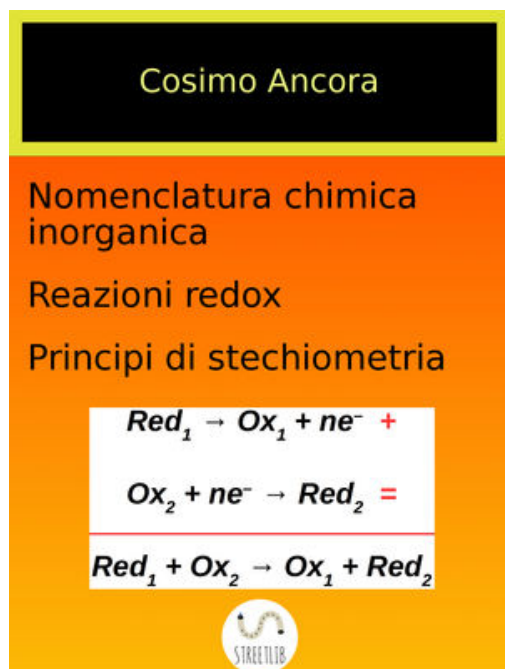 Cosimo Ancora
Nomenclatura chimica
inorganica
Reazioni redox
Principi di stechiometria
Red₁ → Ox₁ + ne⁻ +
Ox₂ + ne⁻ → Red₂ =
Red₁ + Ox₂ → Ox₁ + Red₂
STREETLIB